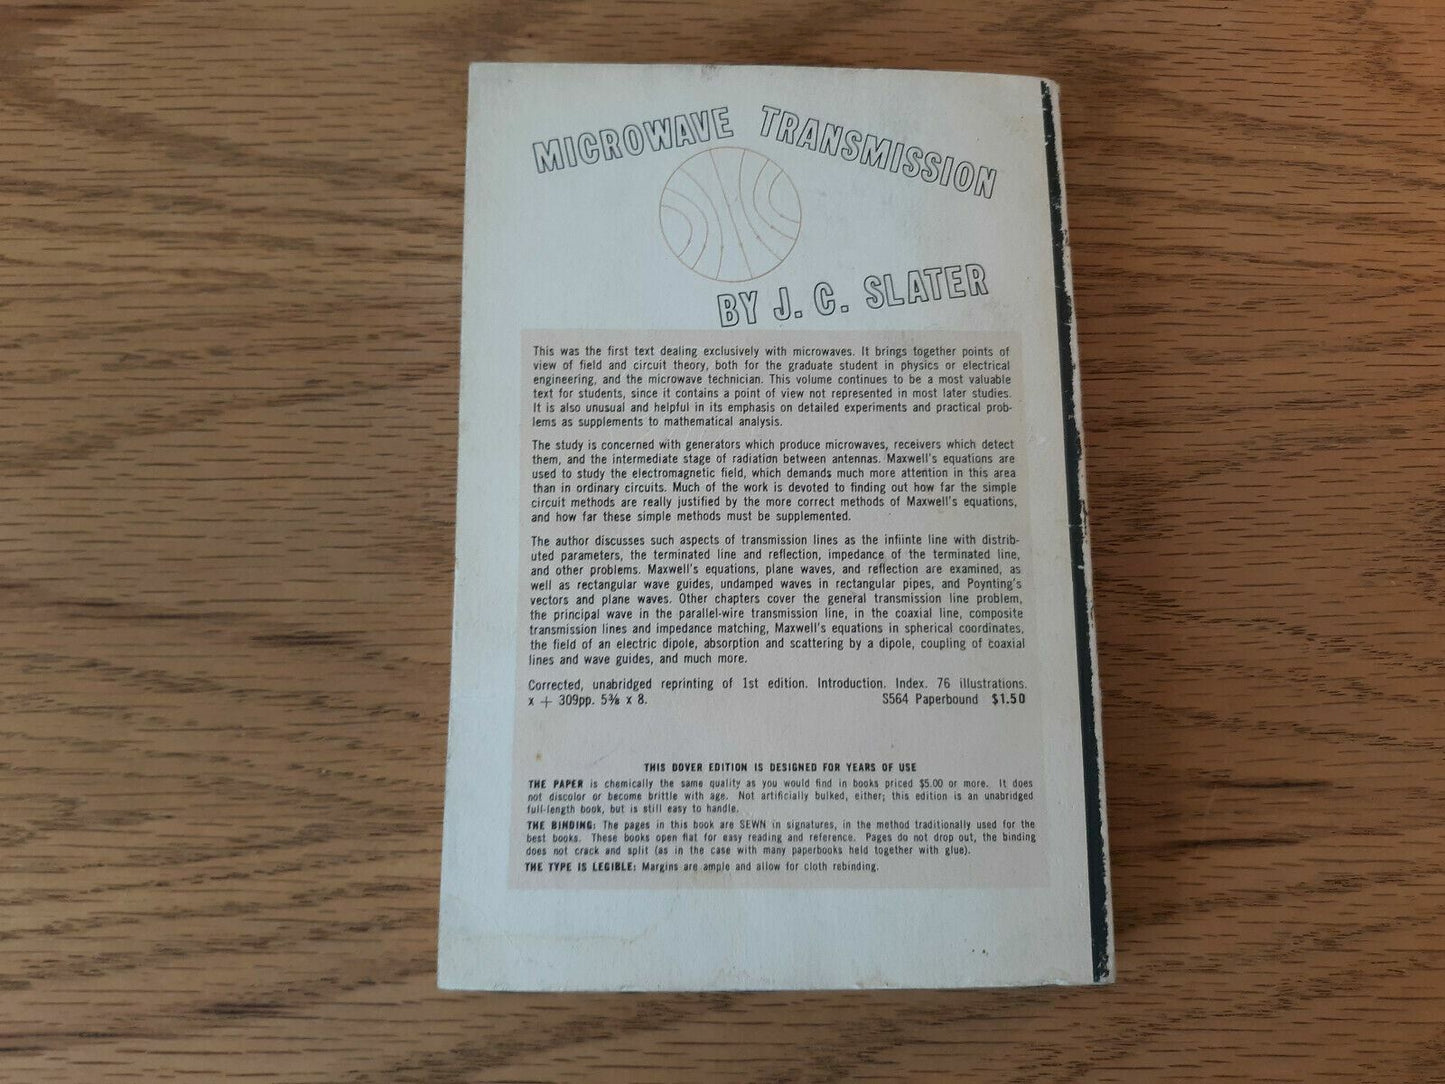 MICROWAVE TRANSMISSION
BY J. C. SLATER
This was the first text dealing exclusively with microwaves. It brings together points of
view of field and circuit theory, both for the graduate student in physics or electrical
engineering, and the microwave technician. This volume continues to be a most valuable
text for students, since it contains a point of view not represented in most later studies.
It is also unusual and helpful in its emphasis on detailed experiments and practical prob-
lems as supplements to mathematical analysis.
The study is concerned with generators which produce microwaves, receivers which detect
them, and the intermediate stage of radiation between antennas. Maxwell's equations are
used to study the electromagnetic field, which demands much more attention in this area
than in ordinary circuits. Much of the work is devoted to finding out how far the simple
circuit methods are really justified by the more correct methods of Maxwell's equations,
and how far these simple methods must be supplemented.
The author discusses such aspects of transmission lines as the infiinte line with distrib-
uted parameters, the terminated line and reflection, impedance of the terminated line,
and other problems. Maxwell's equations, plane waves, and reflection are examined, as
well as rectangular wave guides, undamped waves in rectangular pipes, and Poynting's
vectors and plane waves. Other chapters cover the general transmission line problem,
the principal wave in the parallel-wire transmission line, in the coaxial line, composite
transmission lines and impedance matching, Maxwell's equations in spherical coordinates,
the field of an electric dipole, absorption and scattering by a dipole, coupling of coaxial
lines and wave guides, and much more.
Corrected, unabridged reprinting of 1st edition. Introduction. Index. 76 illustrations.
x + 309pp. 5⅜ x 8. S564 Paperbound $1.50
THIS DOVER EDITION IS DESIGNED FOR YEARS OF USE
THE PAPER is chemically the same quality as you would find in books priced $5.00 or more. It does
not discolor or become brittle with age. Not artificially bulked, either; this edition is an unabridged
full-length book, but is still easy to handle.
THE BINDING: The pages in this book are SEWN in signatures, in the method traditionally used for the
best books. These books open flat for easy reading and reference. Pages do not drop out, the binding
does not crack and split (as in the case with many paperbooks held together with glue).
THE TYPE IS LEGIBLE: Margins are ample and allow for cloth rebinding.